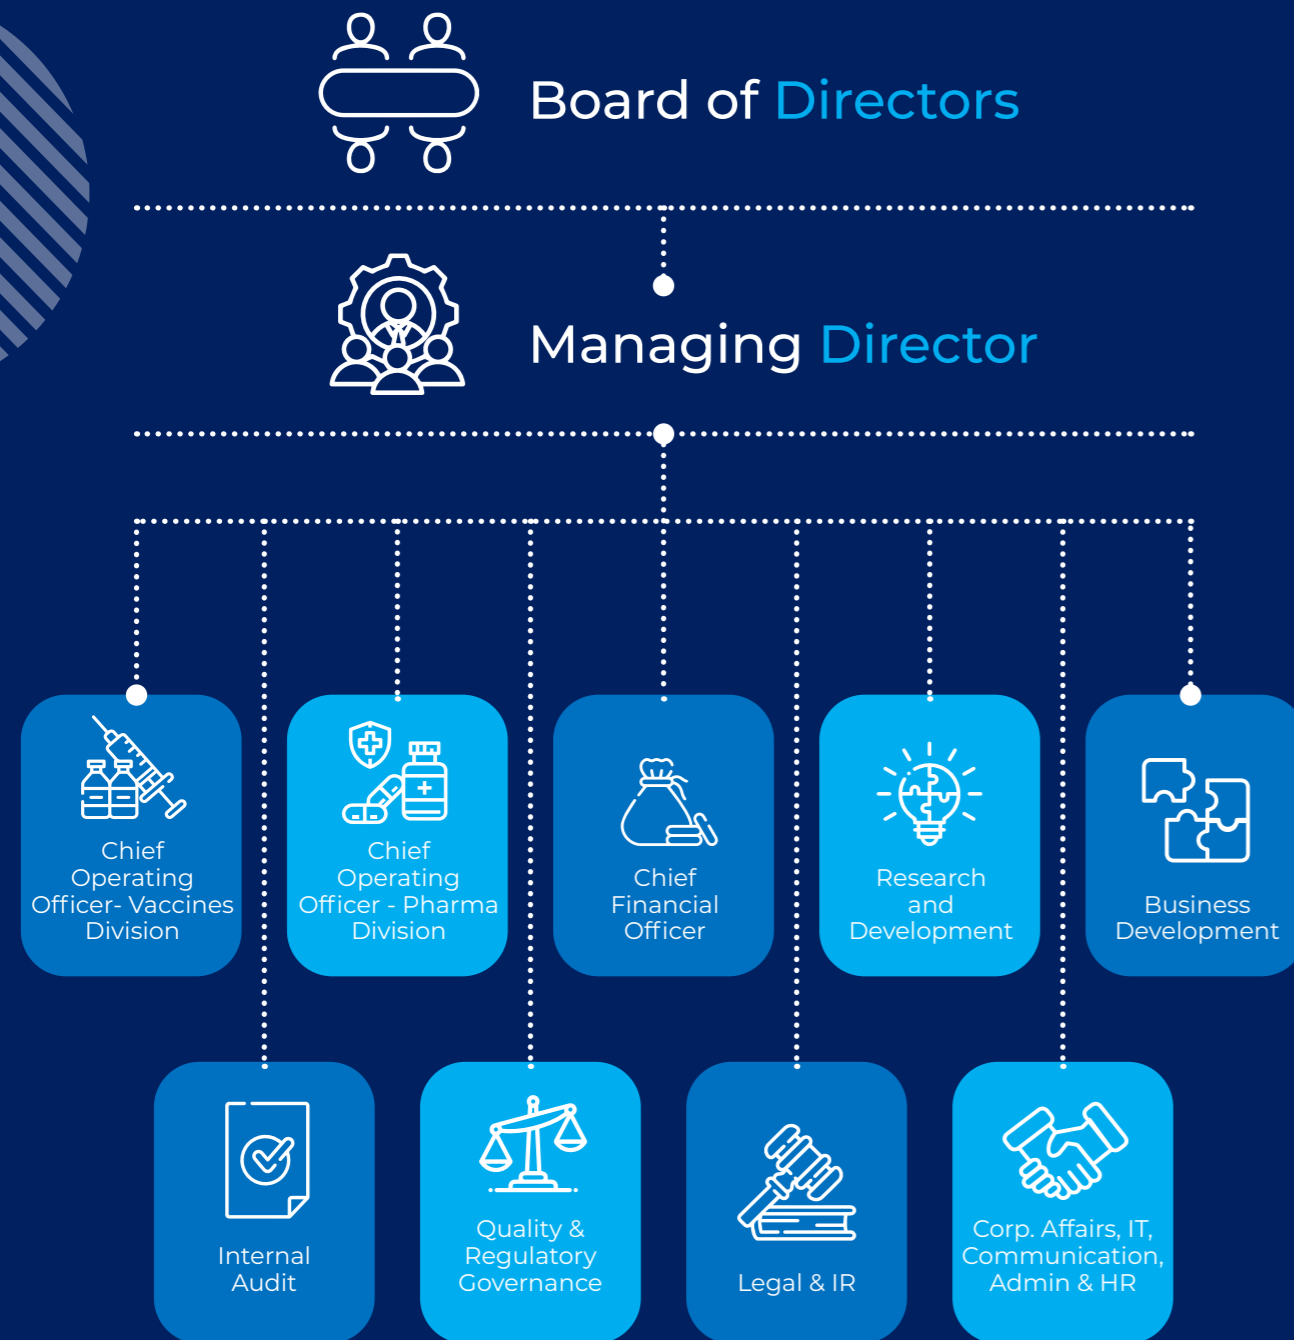 Board of Directors
Managing Director
Chief
Operating
Officer- Vaccines
Division
Chief
Operating
Officer - Pharma
Division
Chief
Financial
Officer
Research
and
Development
Business
Development
Internal
Audit
Quality &
Regulatory
Governance
Legal & IR
Corp. Affairs, IT,
Communication,
Admin & HR